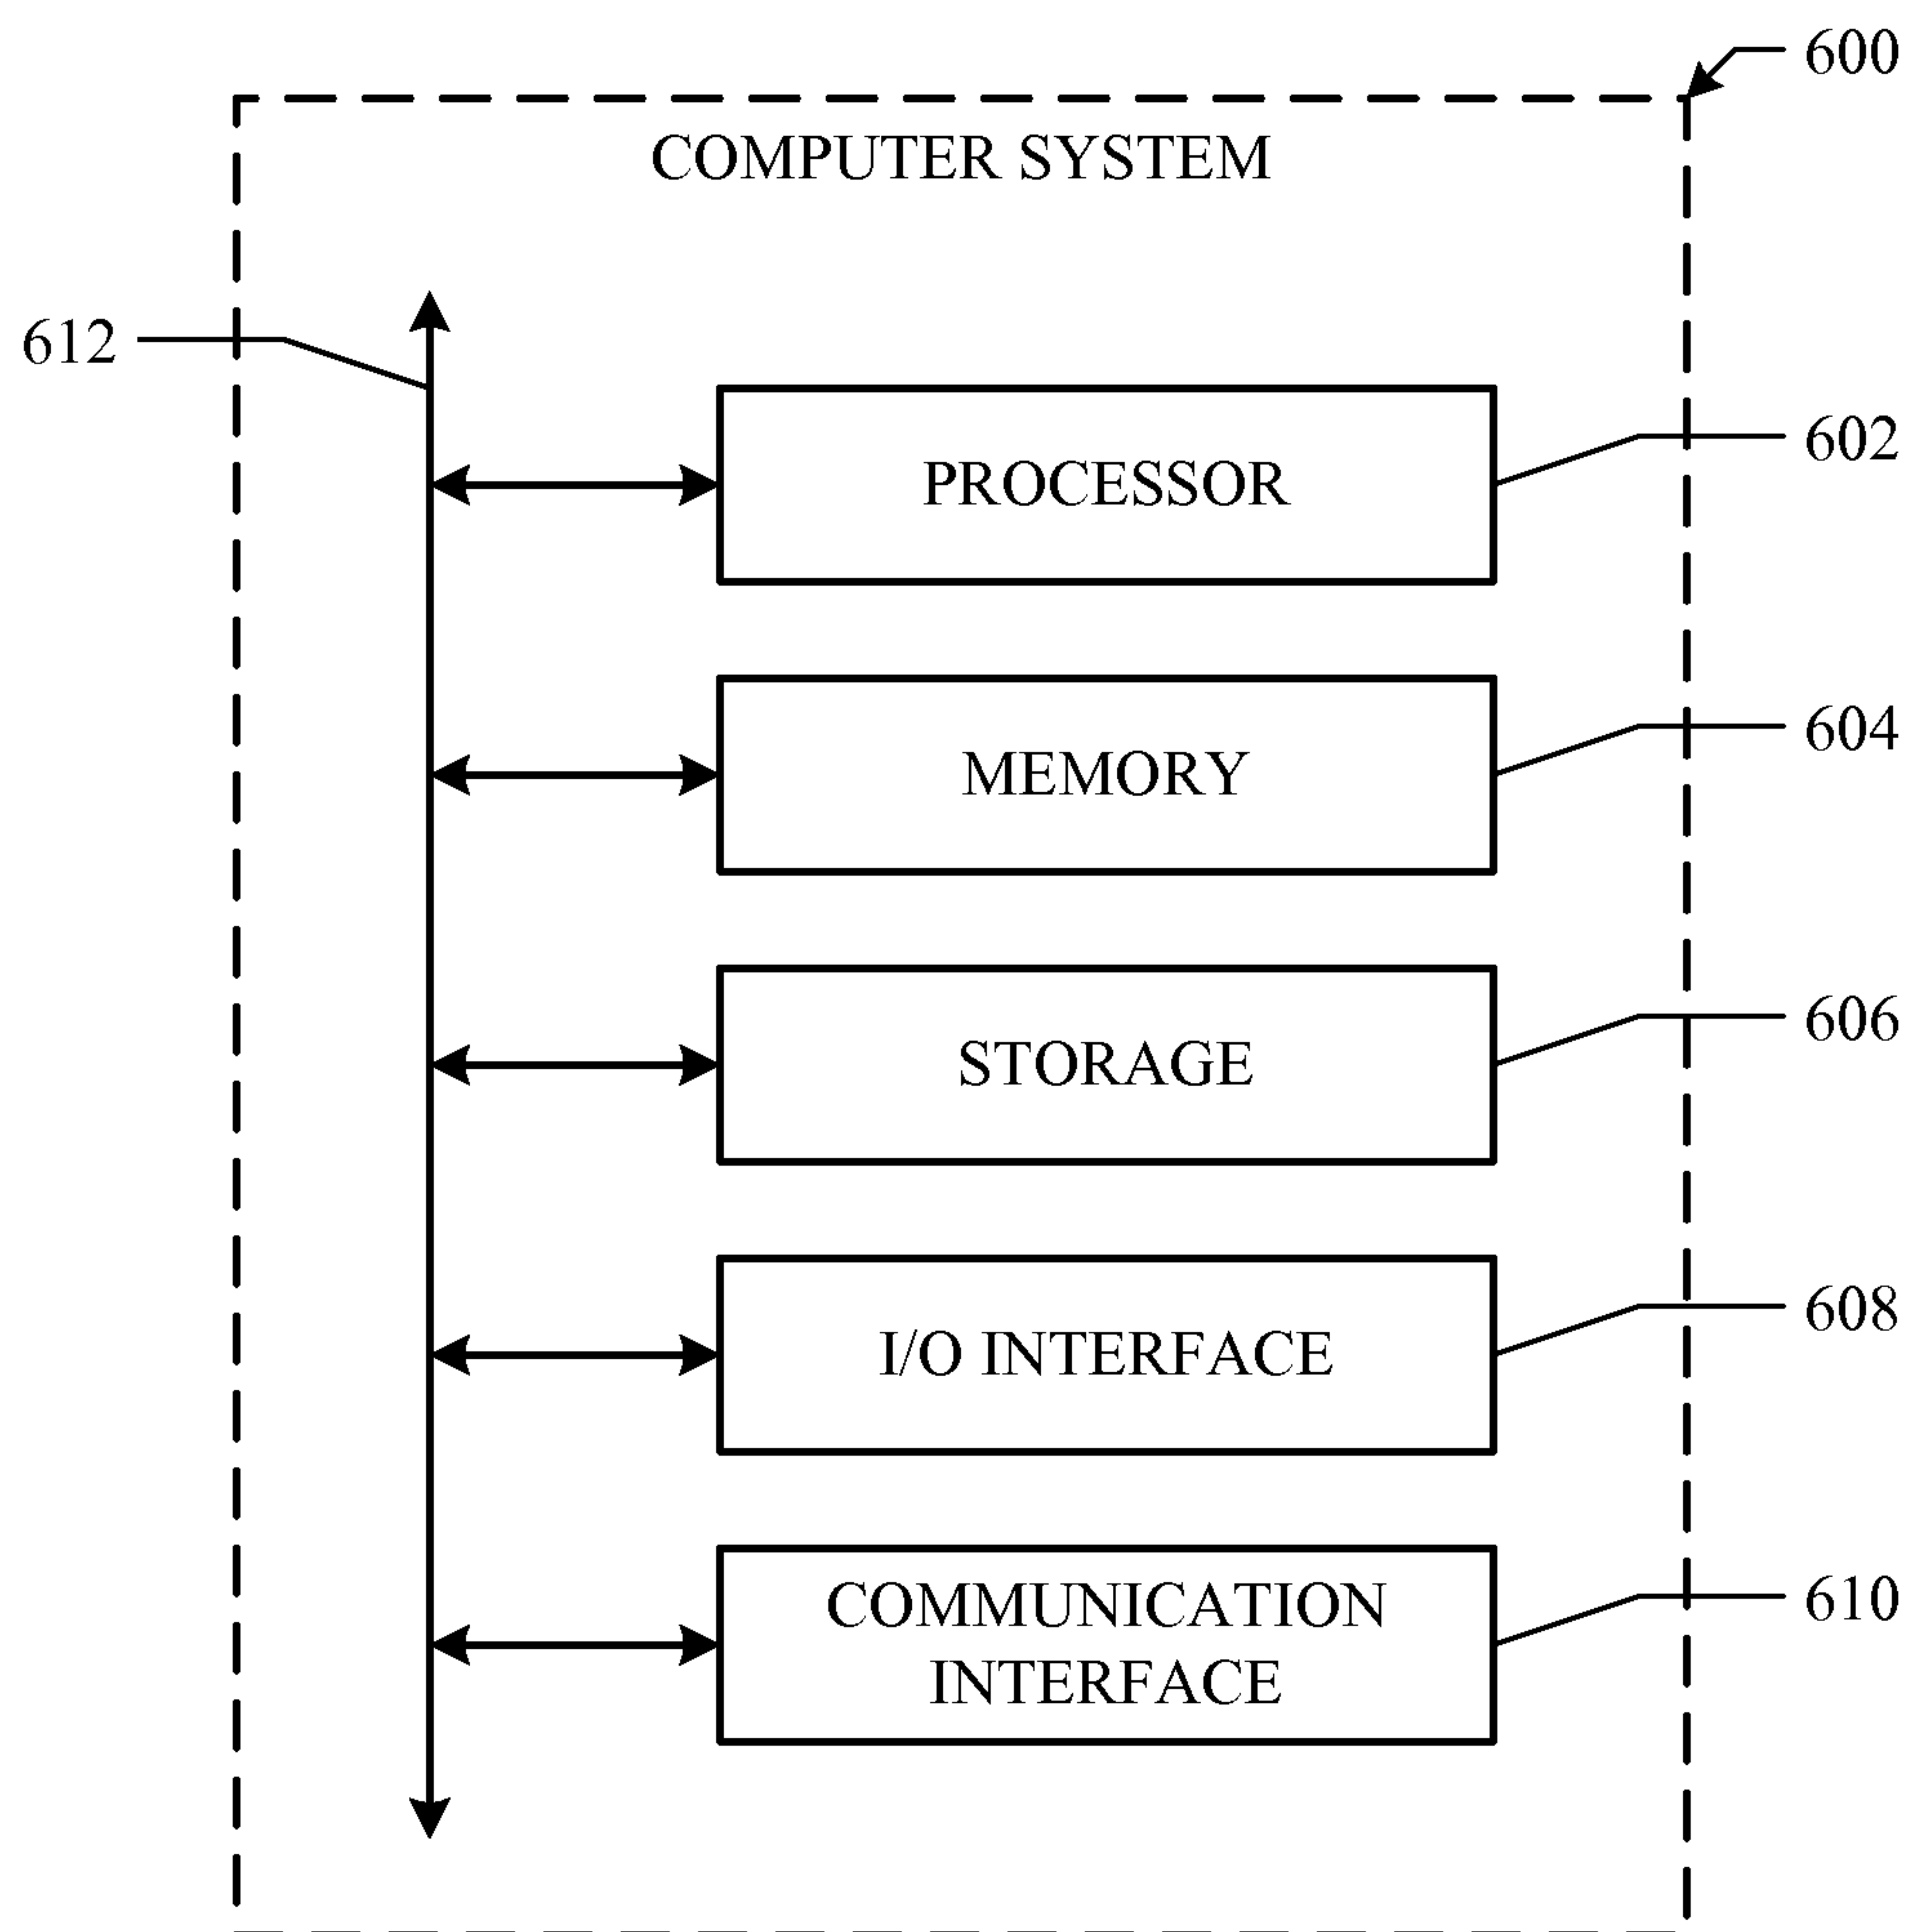 600
COMPUTER SYSTEM
612
602
PROCESSOR
604
MEMORY
606
STORAGE
608
I/O INTERFACE
610
COMMUNICATION
INTERFACE